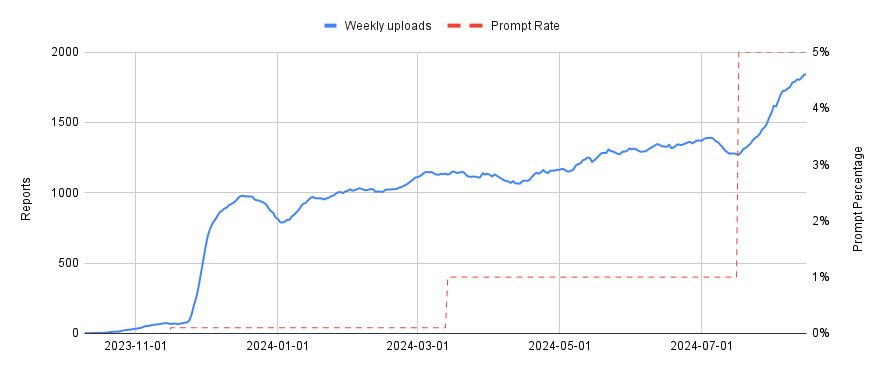 Weekly uploads Prompt Rate
2000 5%
4%
1500
3%
1000
2%
500
1%
0 0%
2023-11-01 2024-01-01 2024-03-01 2024-05-01 2024-07-01
Reports
Prompt Percentage